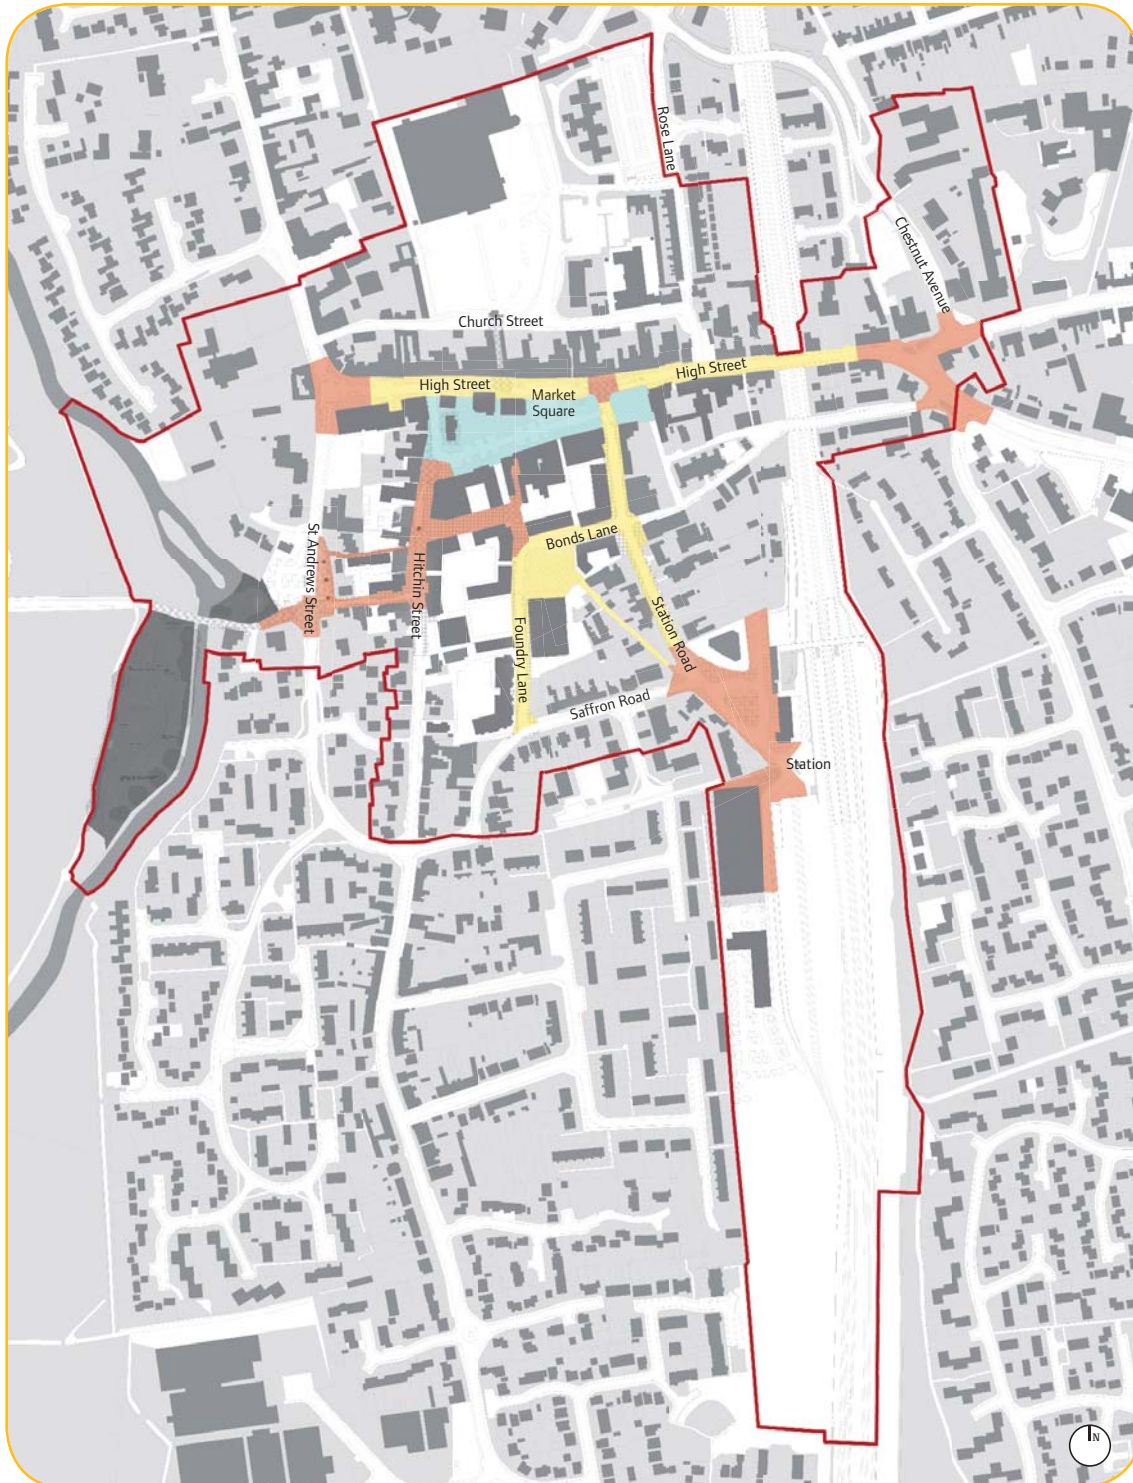 Rose Lane
Chestnut Avenue
Church Street
High Street
High Street
Market
Square
St Andrews Street
Hitchin Street
Bonds Lane
Station Road
Foundry Lane
Saffron Road
Station
N